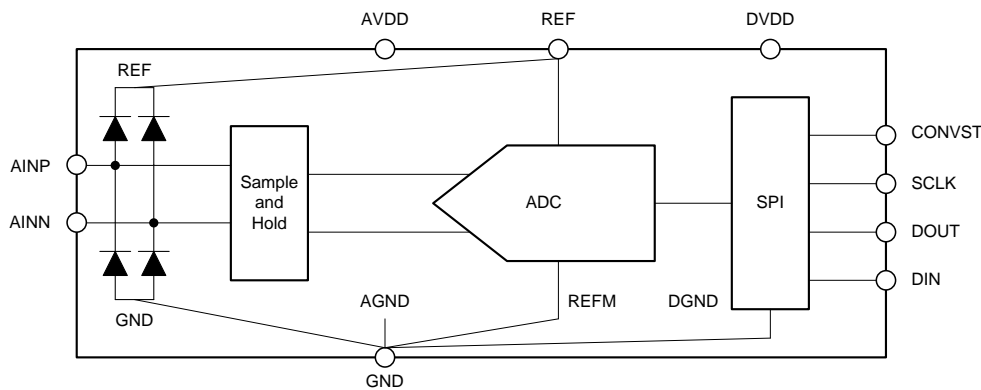 AVDD
REF
DVDD
REF
CONVST
AINP
Sample
and
Hold
ADC
SPI
SCLK
AINN
DOUT
DIN
AGND
REFM
DGND
GND
GND